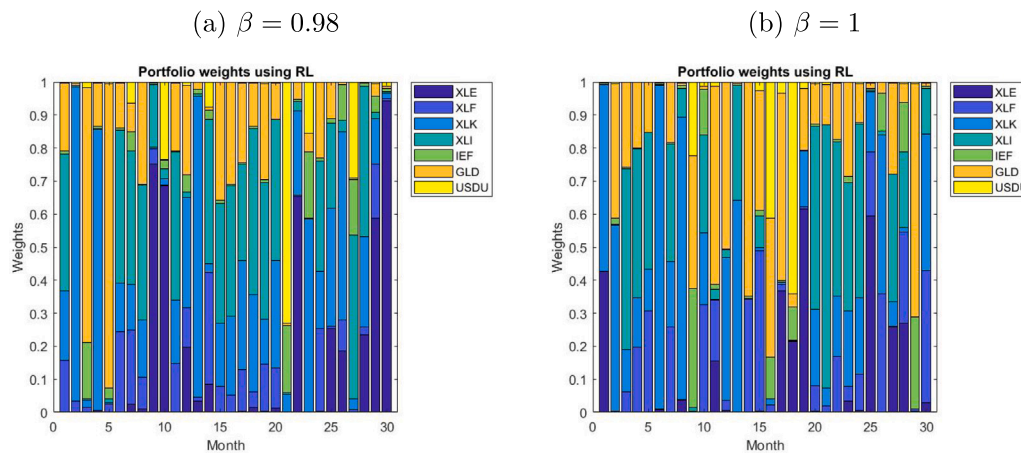 (a) β = 0.98
Portfolio weights using RL
1
0.9
0.8
0.7
0.6
0.5
0.4
0.3
0.2
0.1
0
Weights
0 5 10 15 20 25 30
Month
XLE
XLF
XLK
XLI
IEF
GLD
USDU
(b) β = 1
Portfolio weights using RL
1
0.9
0.8
0.7
0.6
0.5
0.4
0.3
0.2
0.1
0
Weights
0 5 10 15 20 25 30
Month
XLE
XLF
XLK
XLI
IEF
GLD
USDU